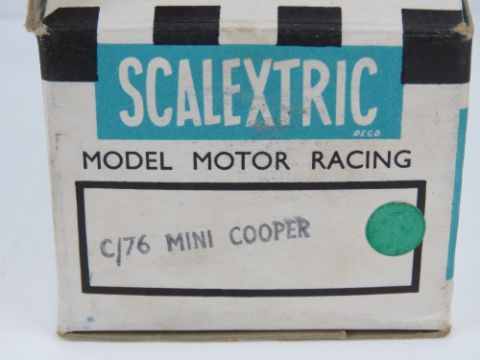 SCALEXTRIC
REGD.
MODEL MOTOR RACING
C/76 MINI COOPER